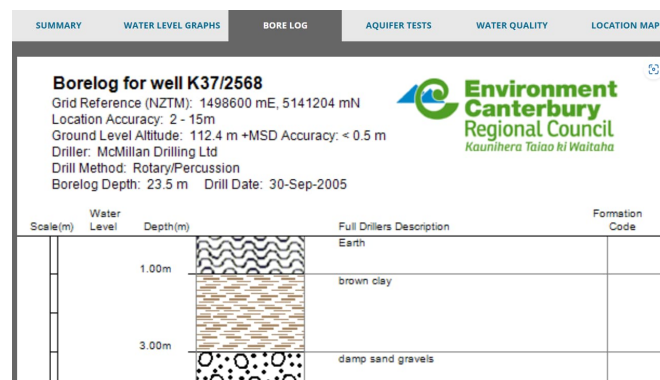 SUMMARY WATER LEVEL GRAPHS BORE LOG AQUIFER TESTS WATER QUALITY LOCATION MAP
Borelog for well K37/2568
Grid Reference (NZTM): 1498600 mE, 5141204 mN
Location Accuracy: 2 - 15m
Ground Level Altitude: 112.4 m +MSD Accuracy: < 0.5 m
Driller: McMillan Drilling Ltd
Drill Method: Rotary/Percussion
Borelog Depth: 23.5 m Drill Date: 30-Sep-2005
Environment
Canterbury
Regional Council
Kaunihera Taiao ki Waitaha
Scale(m) Water Level Depth(m) Full Drillers Description Formation Code
Earth
1.00m
brown clay
3.00m
damp sand gravels